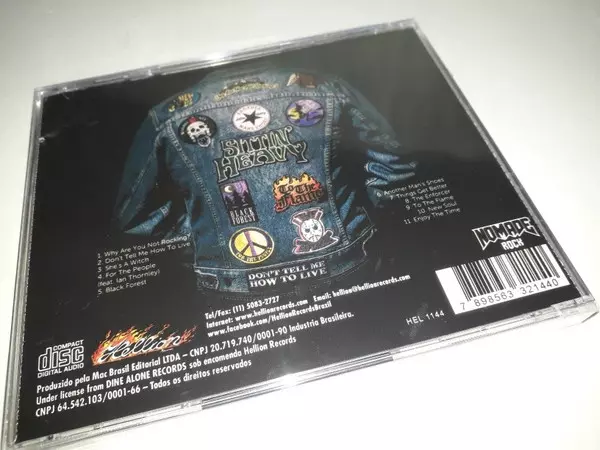 SITTIN'
HEAVY
BLACK
FOREST
To The
Flame
DON'T TELL ME
HOW TO LIVE
1. Why Are You Not Rocking?
2. Don't Tell Me How To Live
3. She's A Witch
4. For The People
(feat. Ian Thornley)
5. Black Forest
6. Another Man's Shoes
7. Things Get Better
8. The Enforcer
9. To The Flame
10. New Soul
11. Enjoy The Time
NOMADE
ROCK
Tel/Fax: (11) 5083-2727 Email: hellion@hellionrecords.com
Internet: www.hellionrecords.com
www.facebook.com/HellionRecordsBrasil
HEL 1144
7 898563 321440
COMPACT
disc
DIGITAL AUDIO
Hellion
Produzido pela Mac Brasil Editorial LTDA – CNPJ 20.719.740/0001-90 Industria Brasileira.
Under license from DINE ALONE RECORDS sob encomenda Hellion Records
CNPJ 64.542.103/0001-66 – Todos os direitos reservados